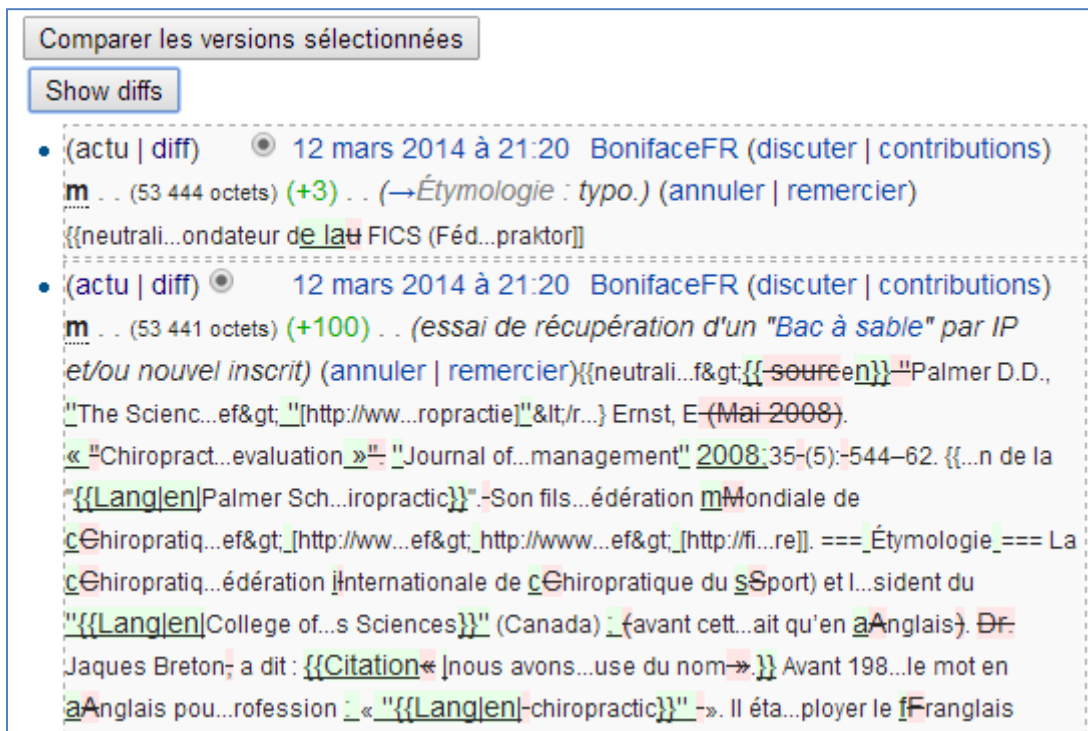 Comparer les versions sélectionnées
Show diffs
• (actu | diff) 12 mars 2014 à 21:20 BonifaceFR (discuter | contributions)
m . . (53 444 octets) (+3) . . (→Étymologie : typo.) (annuler | remercier)
{{neutrali...ondateur de lau FICS (Féd...praktor]]
• (actu | diff) 12 mars 2014 à 21:20 BonifaceFR (discuter | contributions)
m . . (53 441 octets) (+100) . . (essai de récupération d'un "Bac à sable" par IP
et/ou nouvel inscrit) (annuler | remercier){{neutrali...f&gt;{{ sourcen}} "Palmer D.D.,
"The Scienc...ef&gt; "[http://ww...ropractie]"&lt;/r...} Ernst, E (Mai 2008).
« "Chiropract...evaluation »". "Journal of...management" 2008;35-(5):-544–62. {{...n de la
"{{Lang|en|Palmer Sch...iropractic}}".-Son fils...édération mMondiale de
cChiropratiq...ef&gt; [http://ww...ef&gt; http://www...ef&gt; [http://fi...re]]. === Étymologie === La
cChiropratiq...édération iInternationale de cChiropratique du sSport) et l...sident du
"{{Lang|en|College of...s Sciences}}" (Canada) : (avant cett...ait qu'en aAnglais). Dr.
Jaques Breton, a dit : {{Citation« |nous avons...use du nom ».}} Avant 198...le mot en
aAnglais pou...rofession : « "{{Lang|en|-chiropractic}}" -». Il éta...ployer le fFranglais